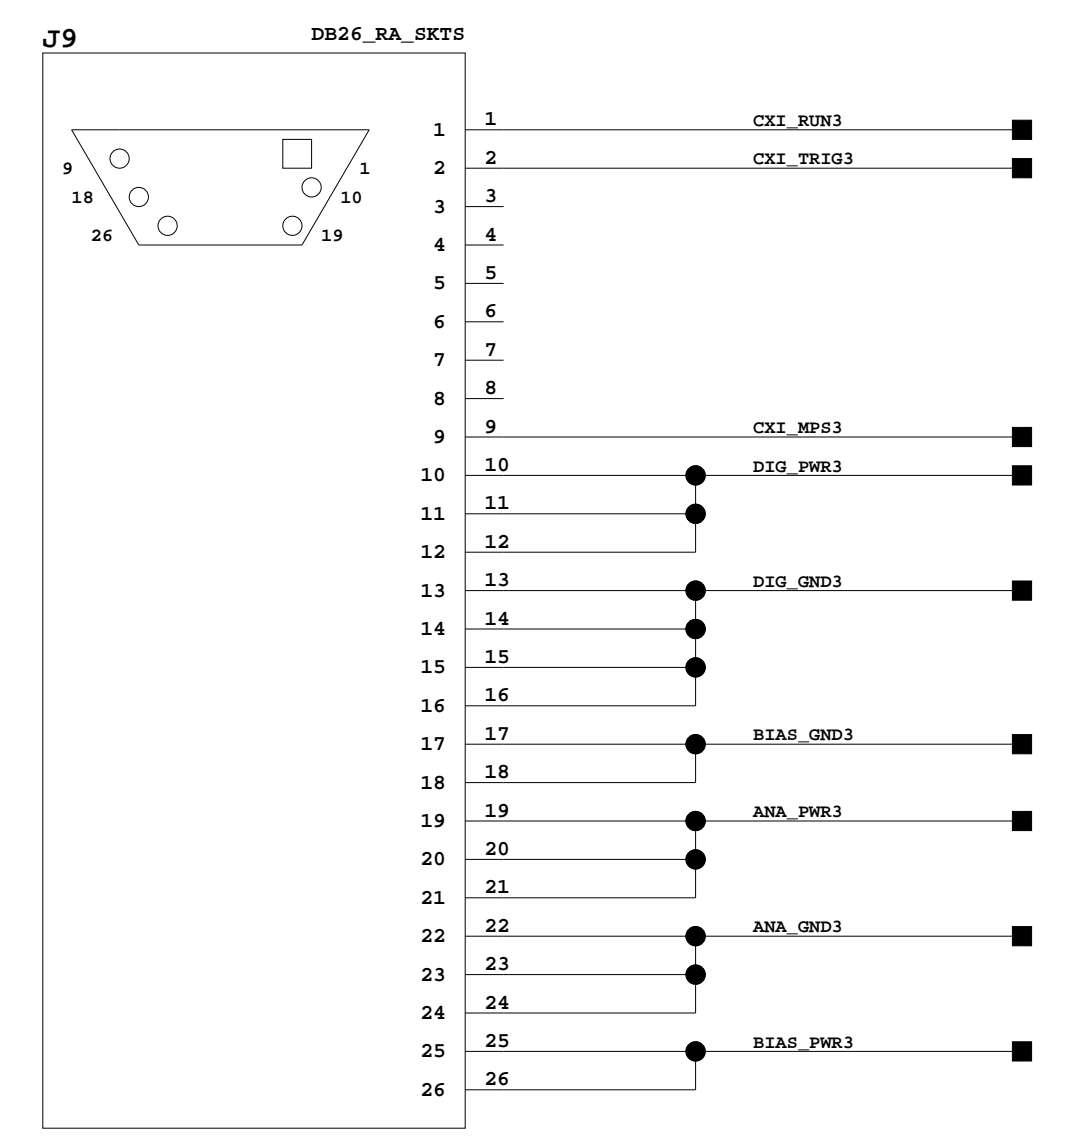 J9 DB26_RA_SKTS
1 1 CXI_RUN3
9 1 2 2 CXI_TRIG3
18 10 3 3
26 19 4 4
5 5
6 6
7 7
8 8
9 9 CXI_MPS3
10 10 DIG_PWR3
11 11
12 12
13 13 DIG_GND3
14 14
15 15
16 16
17 17 BIAS_GND3
18 18
19 19 ANA_PWR3
20 20
21 21
22 22 ANA_GND3
23 23
24 24
25 25 BIAS_PWR3
26 26